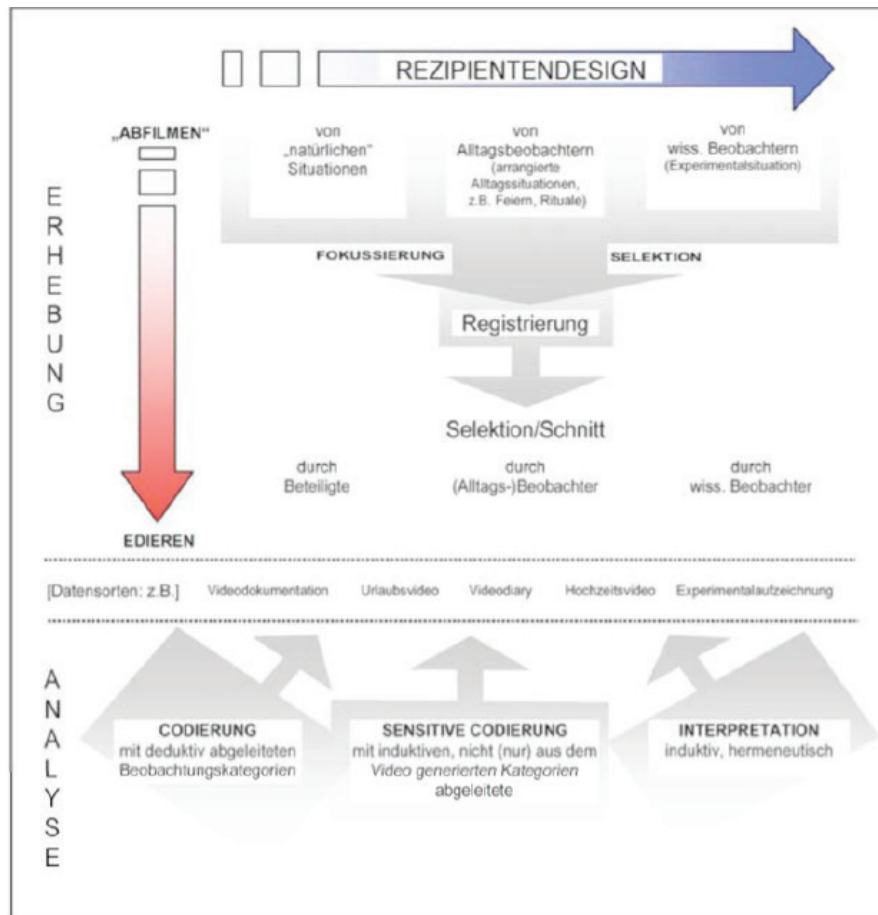 REZIPIENTENDESIGN
„ABFILMEN“
von
„natürlichen“
Situationen
von
Alltagsbeobachtern
(arrangierte
Alltagssituationen,
z.B. Feiern, Rituale)
von
wiss. Beobachtern
(Experimentalsituation)
ERHEBUNG
FOKUSSIERUNG
SELEKTION
Registrierung
Selektion/Schnitt
durch
Beteiligte
durch
(Alltags-)Beobachter
durch
wiss. Beobachter
EDIEREN
[Datensorten: z.B.] Videodokumentation Urlaubsvideo Videodiary Hochzeitsvideo Experimentalaufzeichnung
ANALYSE
CODIERUNG
mit deduktiv abgeleiteten
Beobachtungskategorien
SENSITIVE CODIERUNG
mit induktiven, nicht (nur) aus dem
Video generierten Kategorien
abgeleitete
INTERPRETATION
induktiv, hermeneutisch